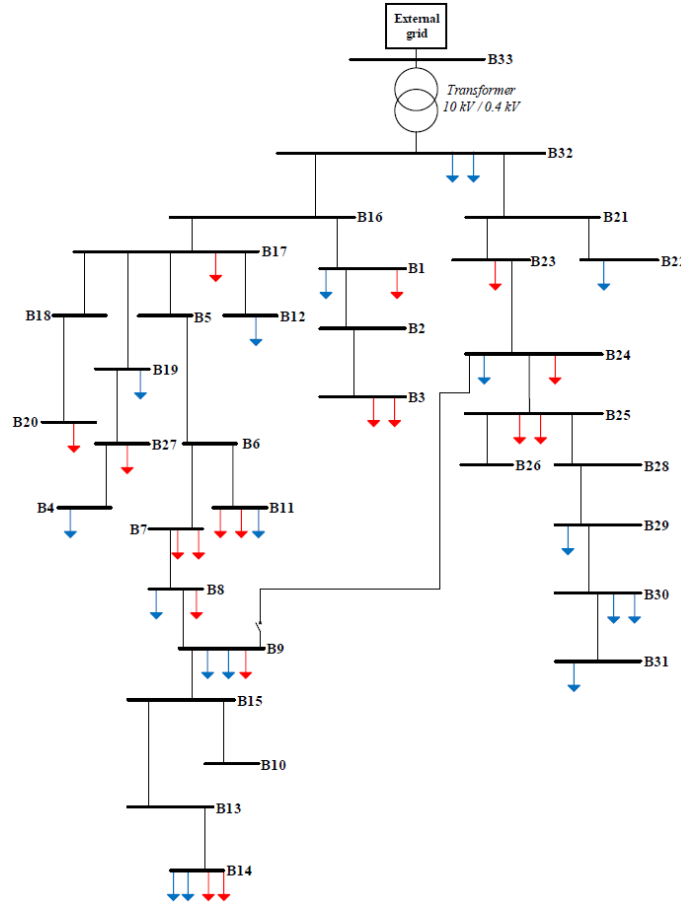 External
grid
B33
Transformer
10 kV / 0.4 kV
B32
B16
B21
B17
B1
B23
B22
B18
B5
B12
B2
B24
B19
B3
B20
B25
B27
B6
B26
B28
B4
B11
B7
B29
B8
B30
B9
B31
B15
B10
B13
B14